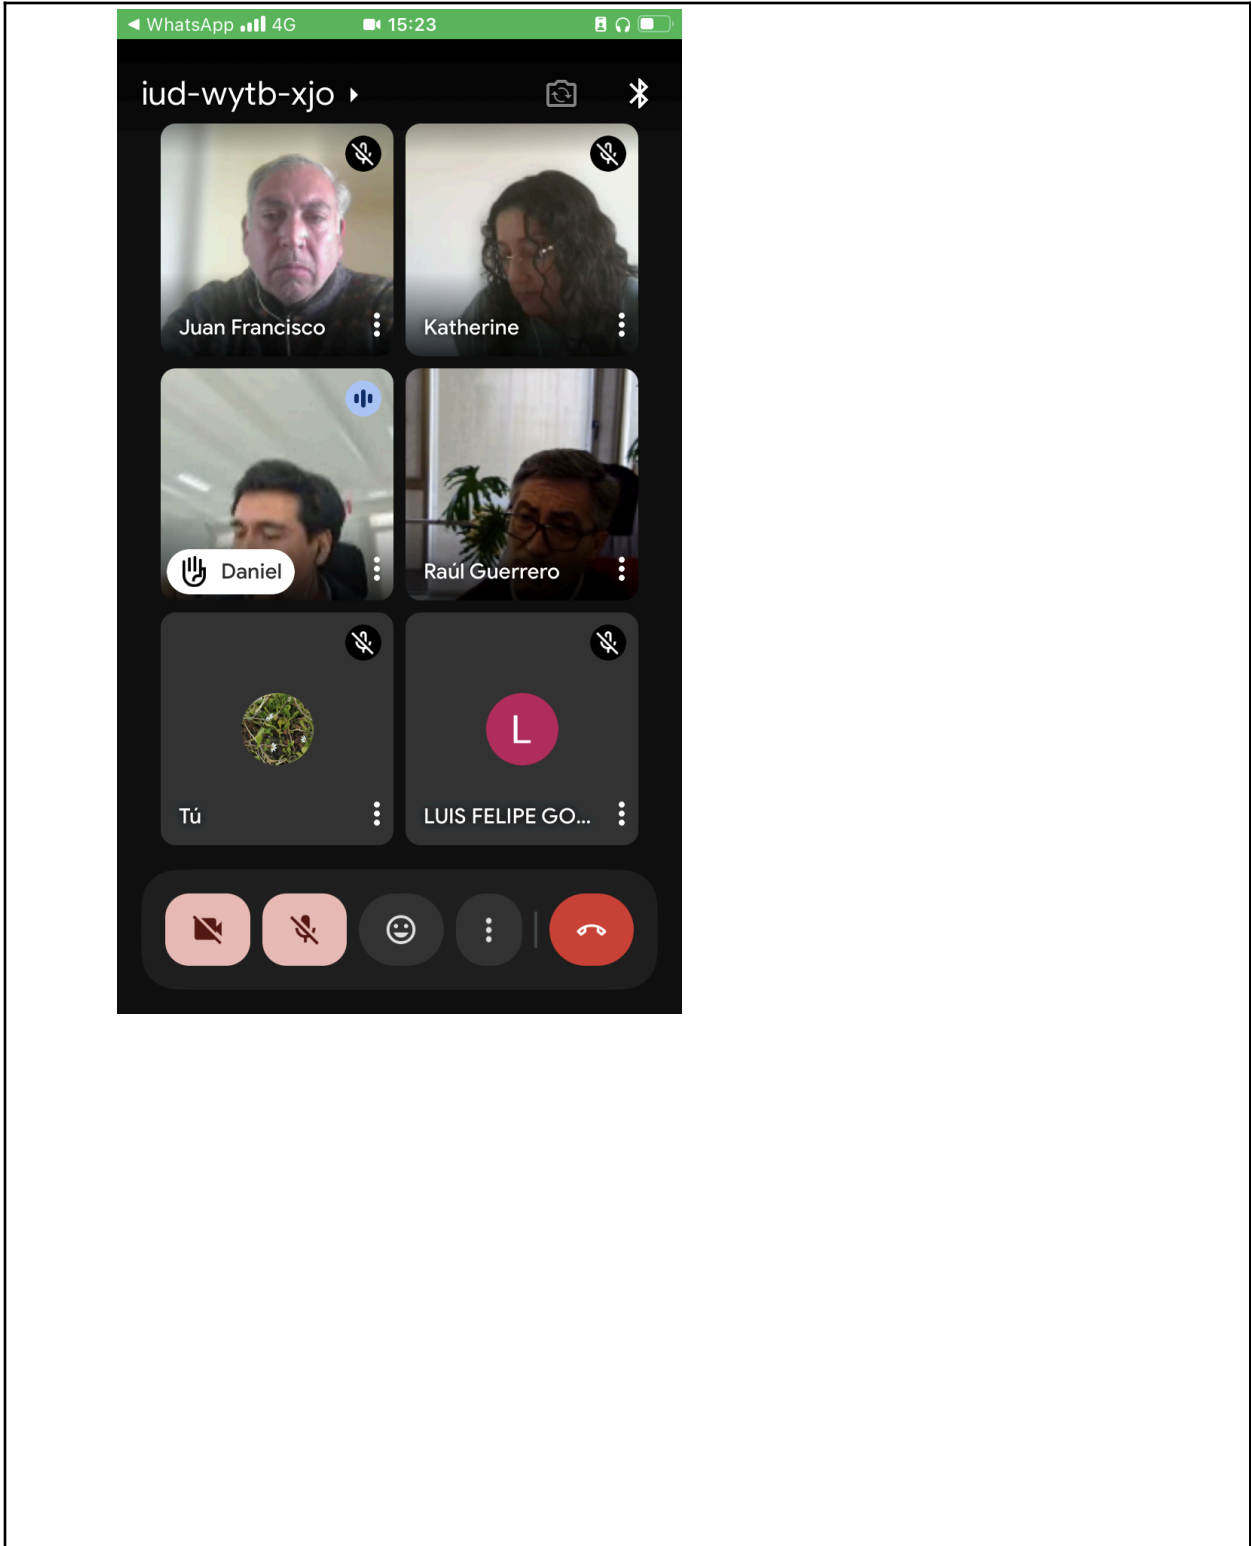 WhatsApp 4G 15:23
iud-wytb-xjo
Juan Francisco
Katherine
Daniel
Raúl Guerrero
L
Tú
LUIS FELIPE GO...